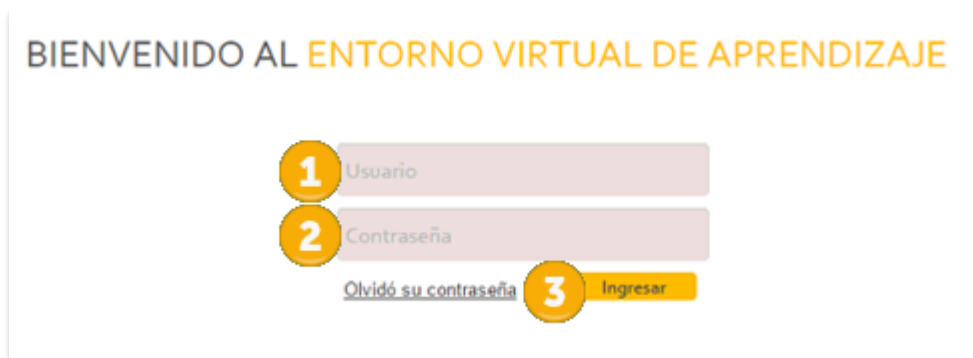 BIENVENIDO AL ENTORNO VIRTUAL DE APRENDIZAJE
1 Usuario
2 Contraseña
Olvidó su contraseña 3 Ingresar